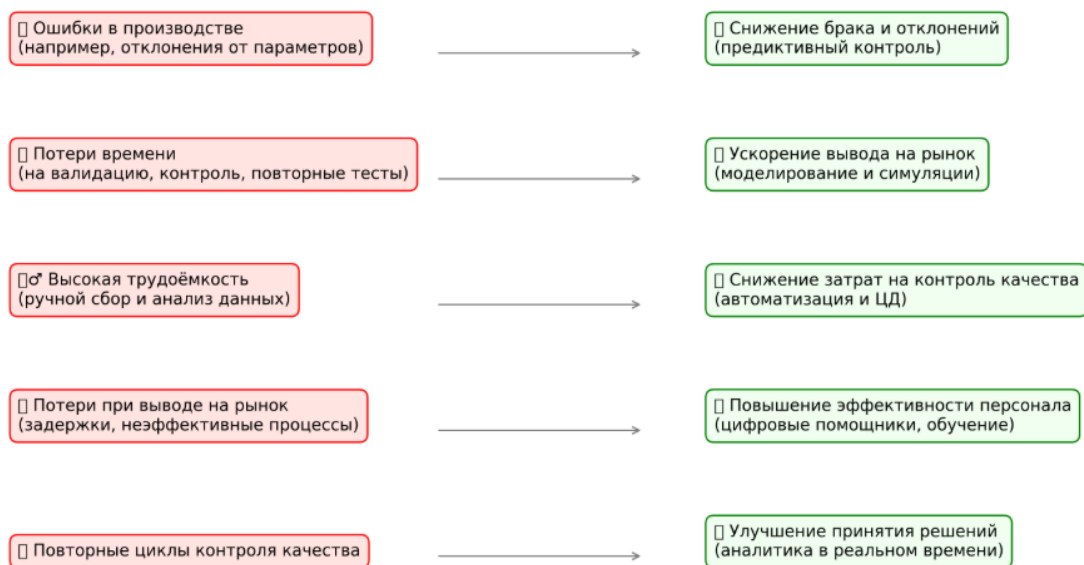 Ошибки в производстве
(например, отклонения от параметров)
Снижение брака и отклонений
(предиктивный контроль)
Потери времени
(на валидацию, контроль, повторные тесты)
Ускорение вывода на рынок
(моделирование и симуляции)
♂ Высокая трудоёмкость
(ручной сбор и анализ данных)
Снижение затрат на контроль качества
(автоматизация и ЦД)
Потери при выводе на рынок
(задержки, неэффективные процессы)
Повышение эффективности персонала
(цифровые помощники, обучение)
Повторные циклы контроля качества
Улучшение принятия решений
(аналитика в реальном времени)